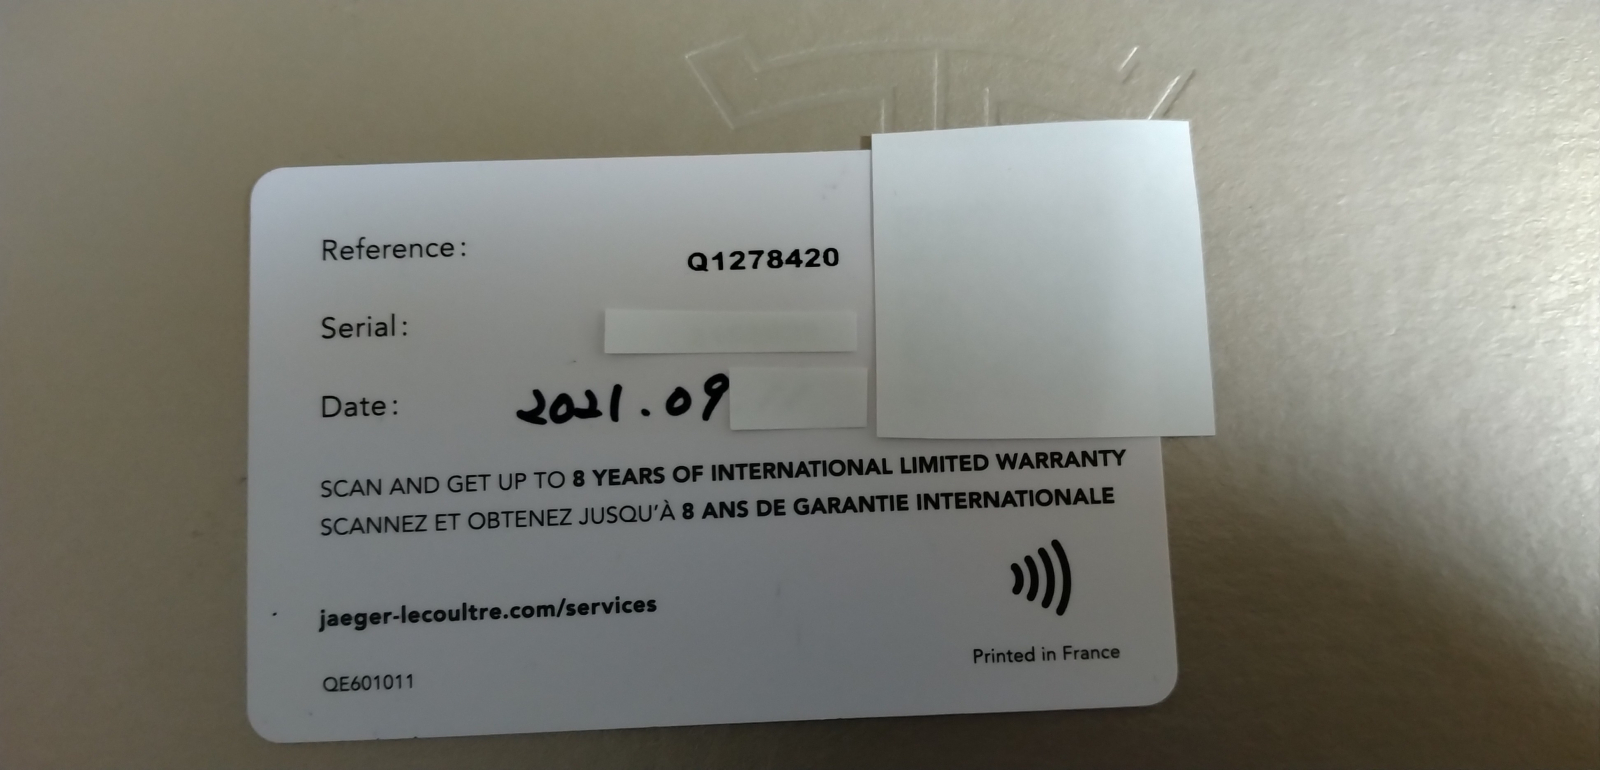 Reference: Q1278420
Serial:
Date: 2021.09
SCAN AND GET UP TO 8 YEARS OF INTERNATIONAL LIMITED WARRANTY
SCANNEZ ET OBTENEZ JUSQU'À 8 ANS DE GARANTIE INTERNATIONALE
jaeger-lecoultre.com/services
Printed in France
QE601011